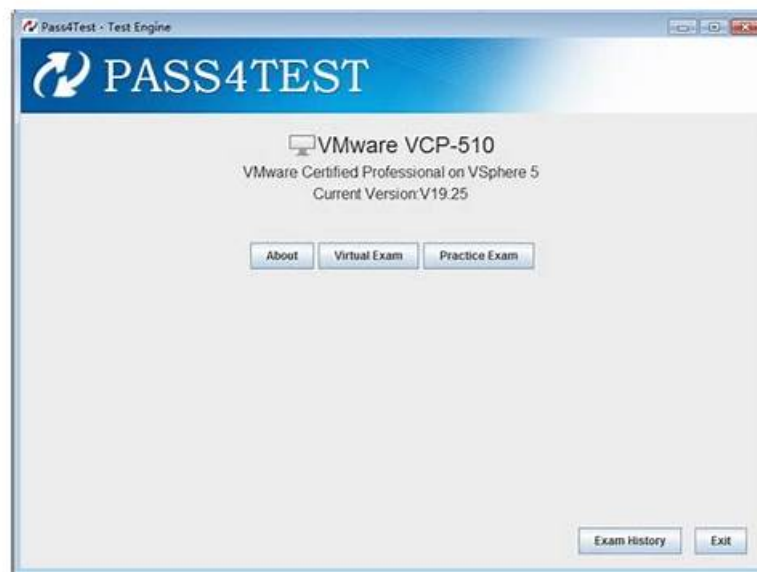 Pass4Test - Test Engine
PASS4TEST
VMware VCP-510
VMware Certified Professional on VSphere 5
Current Version:V19.25
About Virtual Exam Practice Exam
Exam History Exit